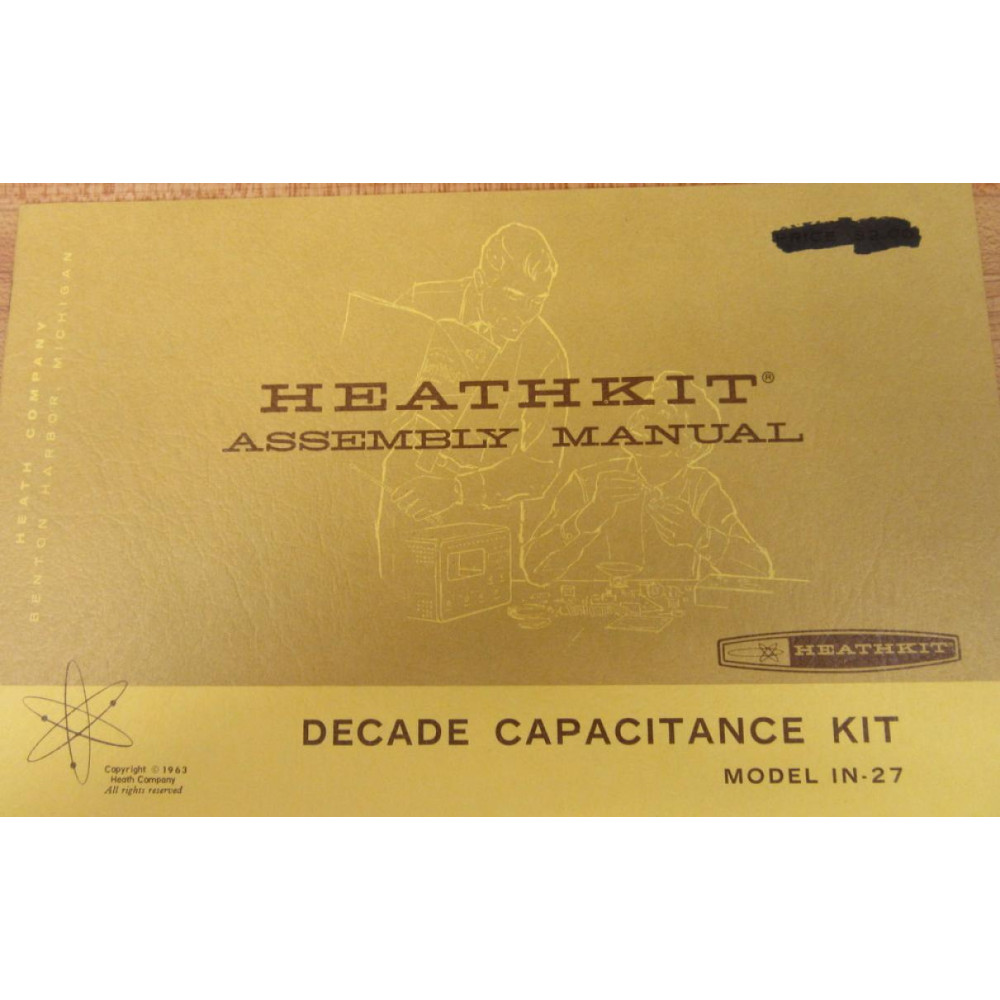 HEATH COMPANY
BENTON HARBOR MICHIGAN
PRICE
HEATHKIT®
ASSEMBLY MANUAL
HEATHKIT
DECADE CAPACITANCE KIT
MODEL IN-27
Copyright © 1963
Heath Company
All rights reserved